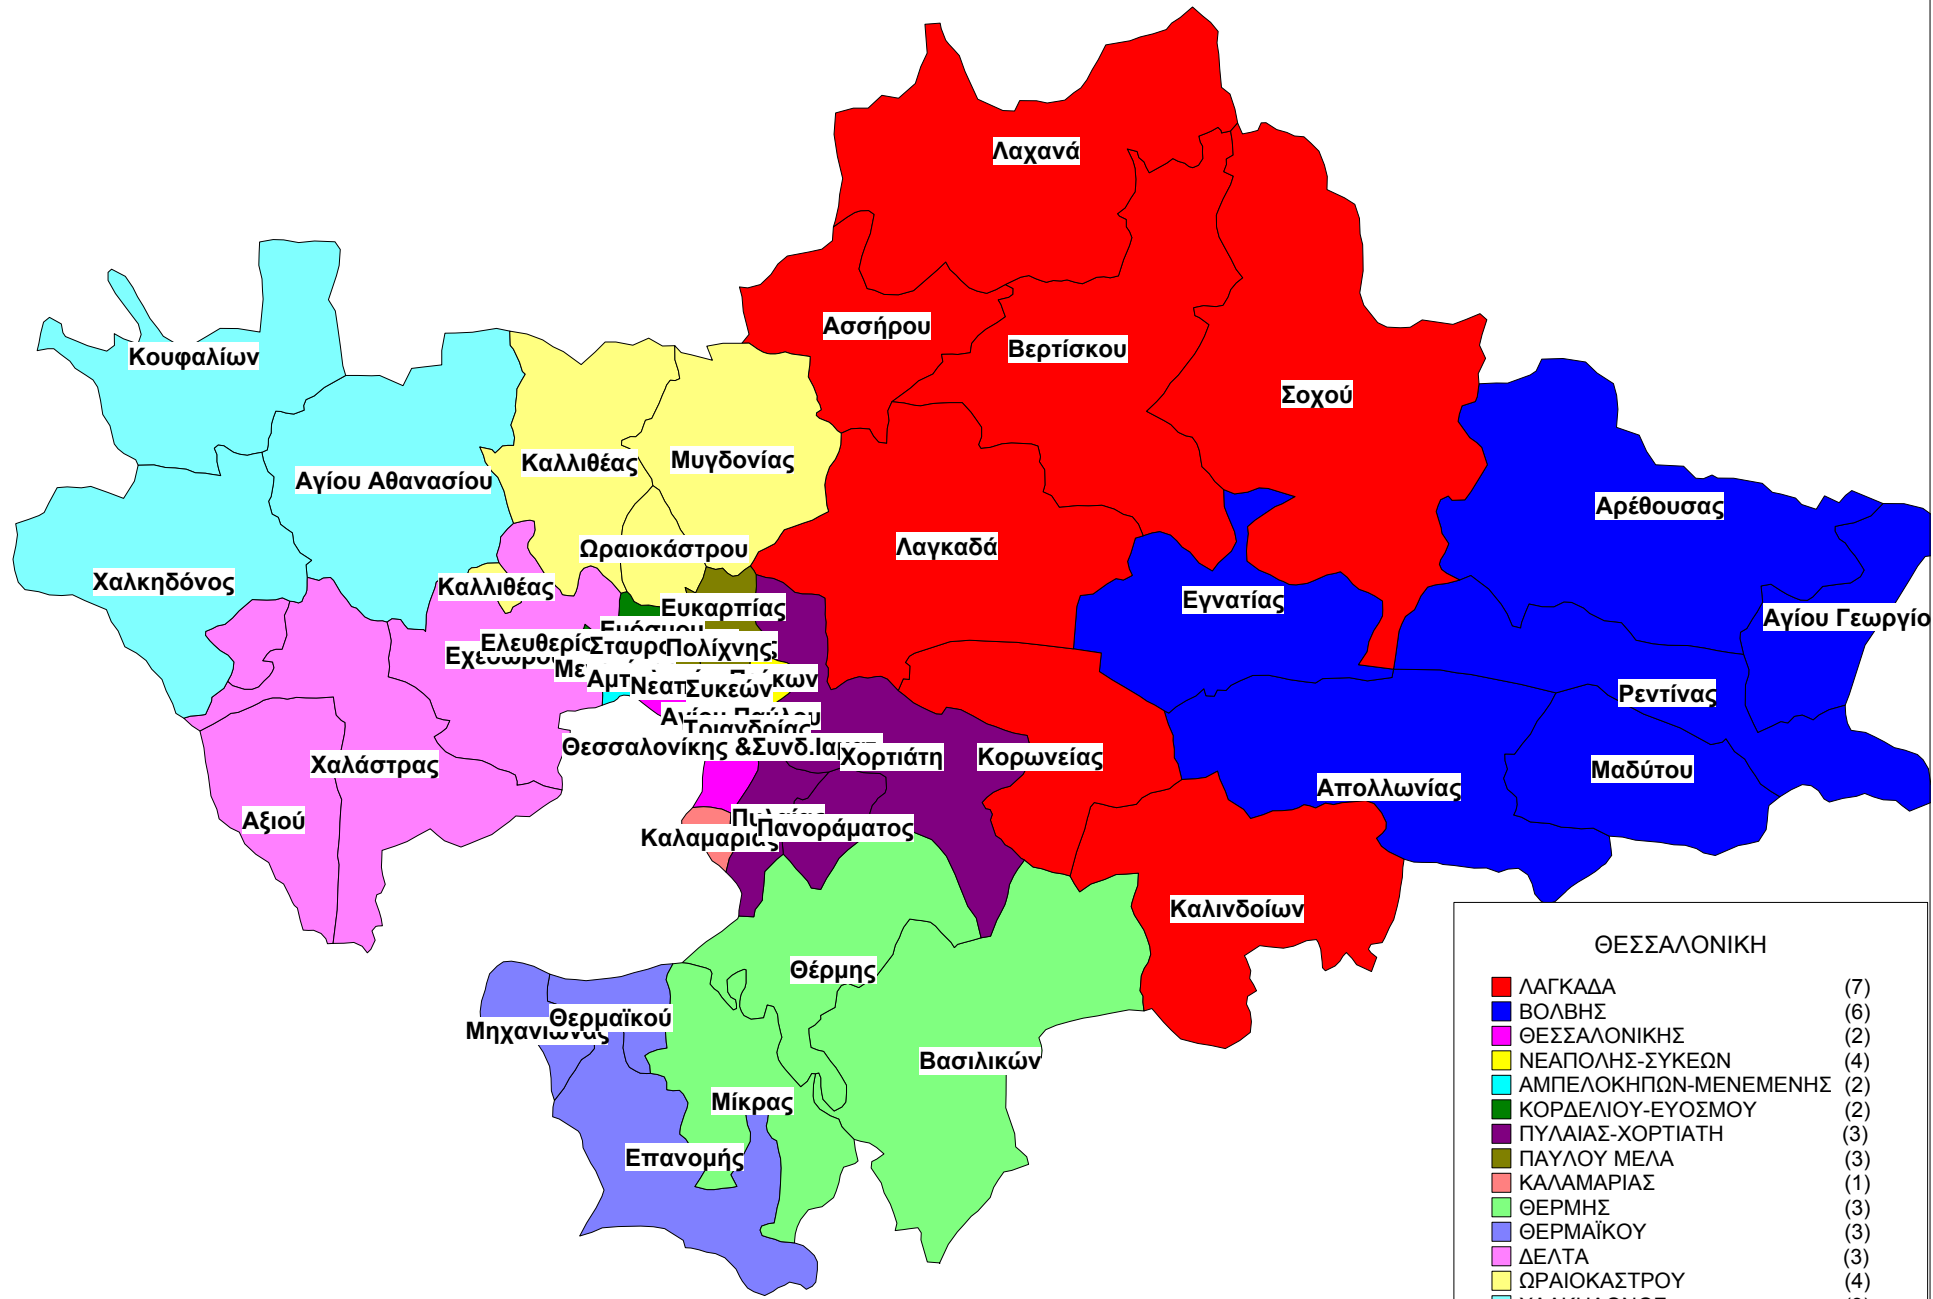 Λαχανά
Ασσήρου
Βερτίσκου
Κουφαλίων
Σοχού
Καλλιθέας
Μυγδονίας
Αγίου Αθανασίου
Αρέθουσας
Ωραιοκάστρου
Λαγκαδά
Χαλκηδόνος
Καλλιθέας
Εγνατίας
Ευκαρπίας
Αγίου Γεωργίο
Πολίχνης
Συκεών
Ρεντίνας
Τριανδρίας
Θεσσαλονίκης &Συνδ.
Χορτιάτη
Κορωνείας
Χαλάστρας
Μαδύτου
Απολλωνίας
Αξιού
Πανοράματος
Καλαμαριάς
Καλινδοίων
Θέρμης
Θερμαϊκού
Μηχανιώνας
Βασιλικών
Μίκρας
Επανομής
ΘΕΣΣΑΛΟΝΙΚΗ
ΛΑΓΚΑΔΑ (7)
ΒΟΛΒΗΣ (6)
ΘΕΣΣΑΛΟΝΙΚΗΣ (2)
ΝΕΑΠΟΛΗΣ-ΣΥΚΕΩΝ (4)
ΑΜΠΕΛΟΚΗΠΩΝ-ΜΕΝΕΜΕΝΗΣ (2)
ΚΟΡΔΕΛΙΟΥ-ΕΥΟΣΜΟΥ (2)
ΠΥΛΑΙΑΣ-ΧΟΡΤΙΑΤΗ (3)
ΠΑΥΛΟΥ ΜΕΛΑ (3)
ΚΑΛΑΜΑΡΙΑΣ (1)
ΘΕΡΜΗΣ (3)
ΘΕΡΜΑΪΚΟΥ (3)
ΔΕΛΤΑ (3)
ΩΡΑΙΟΚΑΣΤΡΟΥ (4)